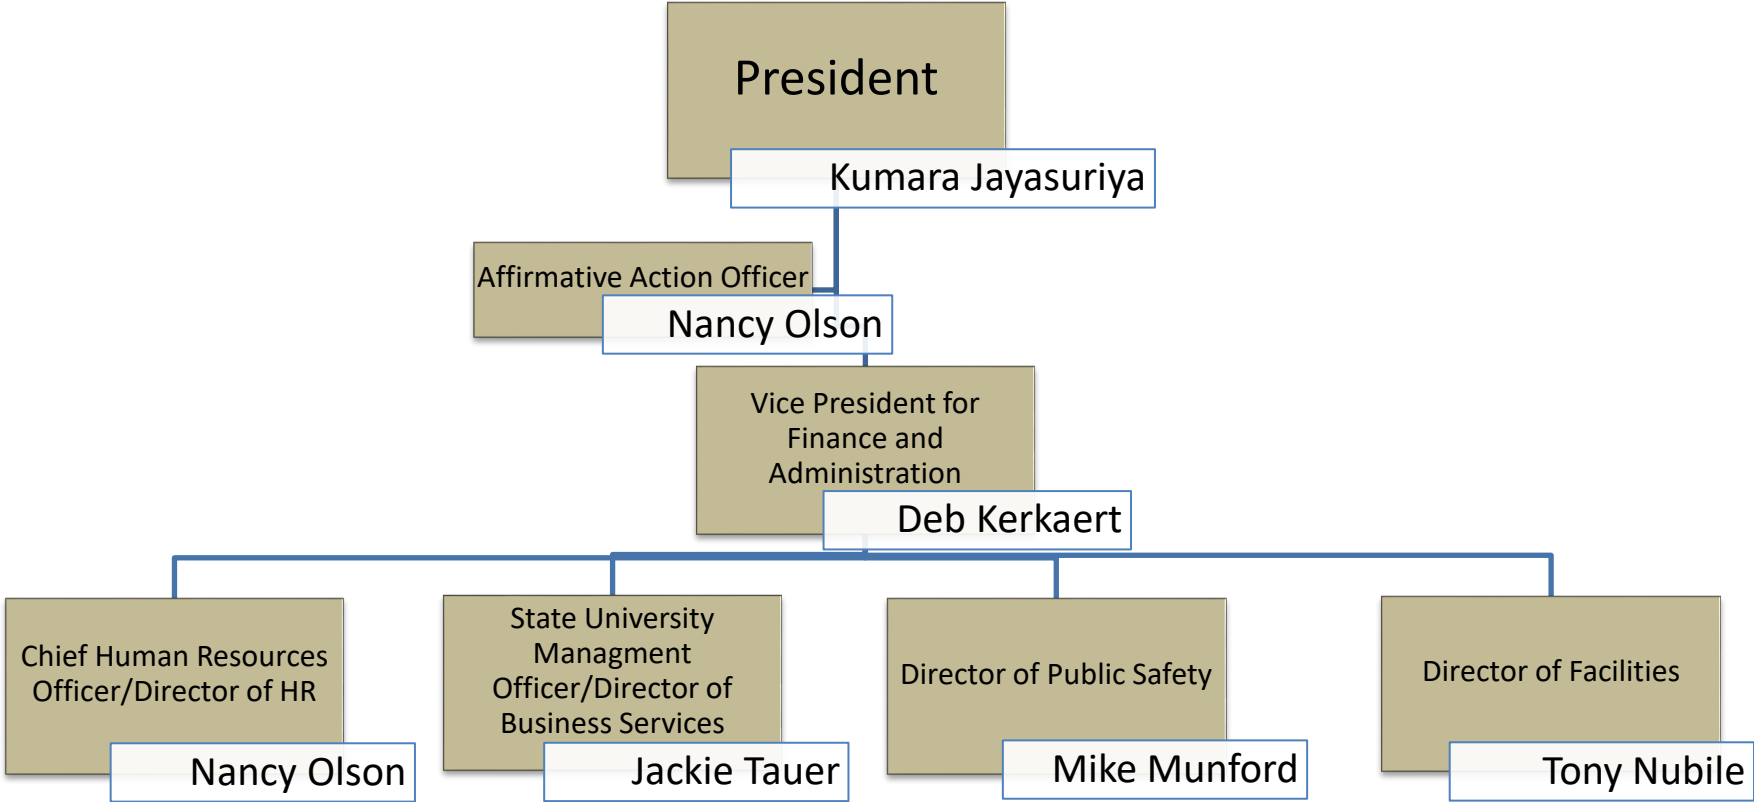 President
Kumara Jayasuriya
Affirmative Action Officer
Nancy Olson
Vice President for
Finance and
Administration
Deb Kerkaert
Chief Human Resources
Officer/Director of HR
Nancy Olson
State University
Managment
Officer/Director of
Business Services
Jackie Tauer
Director of Public Safety
Mike Munford
Director of Facilities
Tony Nubile